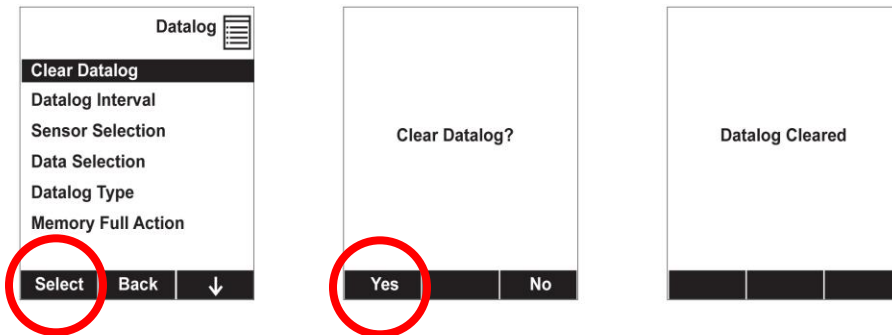 Datalog
Clear Datalog
Datalog Interval
Sensor Selection
Data Selection
Datalog Type
Memory Full Action
Select Back ↓
Clear Datalog?
Yes No
Datalog Cleared